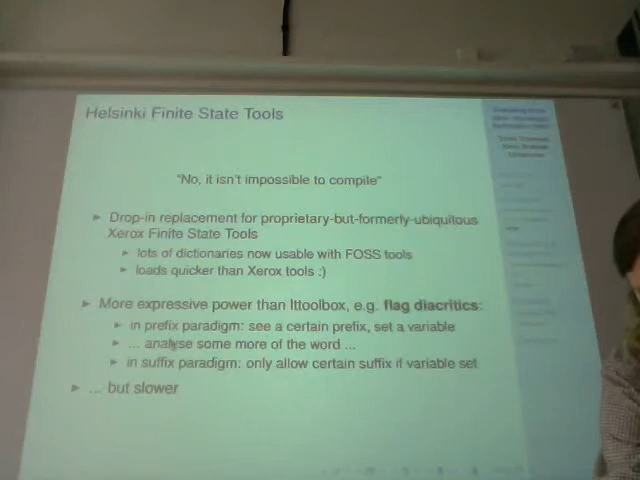 Helsinki Finite State Tools
"No, it isn't impossible to compile"
Drop-in replacement for proprietary-but-formerly-ubiquitous
Xerox Finite State Tools
lots of dictionaries now usable with FOSS tools
loads quicker than Xerox tools :)
More expressive power than lttoolbox, e.g. flag diacritics:
in prefix paradigm: see a certain prefix, set a variable
... analyse some more of the word ...
in suffix paradigm: only allow certain suffix if variable set
... but slower